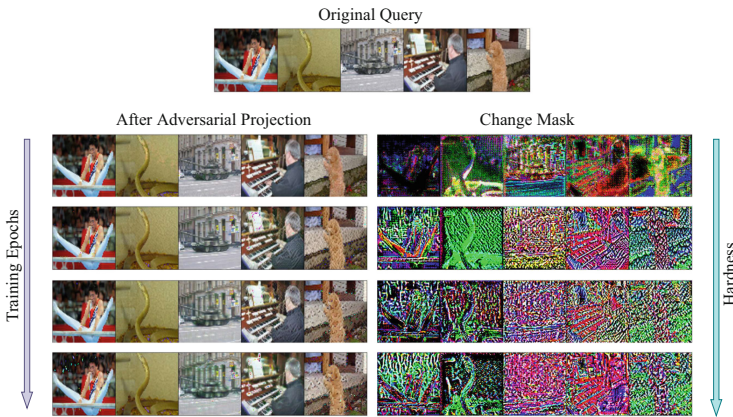 Original Query
After Adversarial Projection
Change Mask
Training Epochs
Hardness